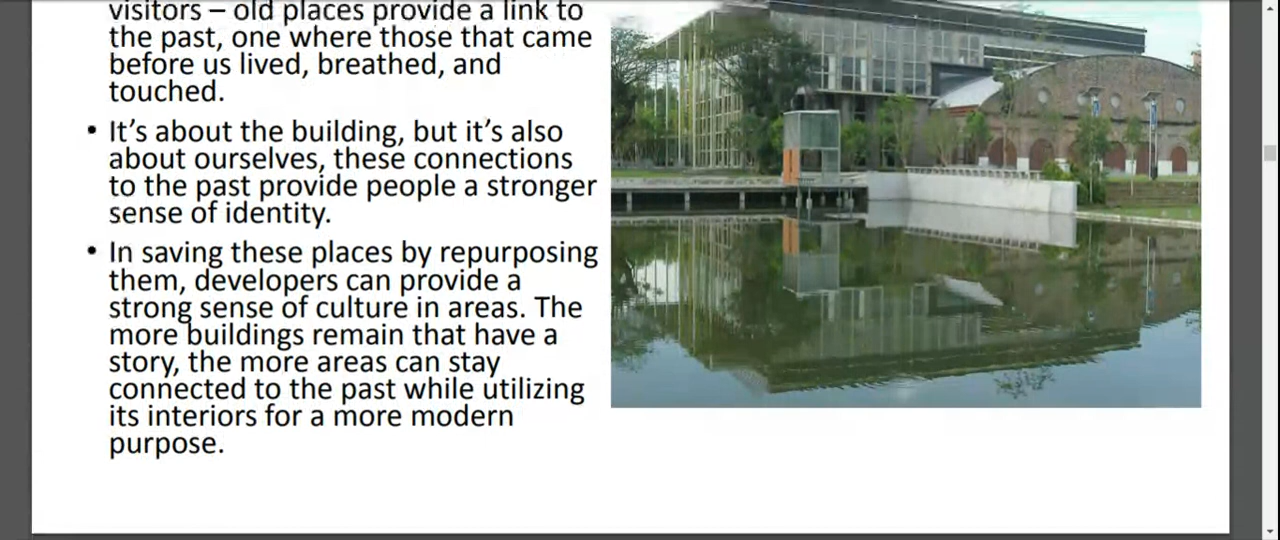 visitors – old places provide a link to
the past, one where those that came
before us lived, breathed, and
touched.
• It’s about the building, but it’s also
about ourselves, these connections
to the past provide people a stronger
sense of identity.
• In saving these places by repurposing
them, developers can provide a
strong sense of culture in areas. The
more buildings remain that have a
story, the more areas can stay
connected to the past while utilizing
its interiors for a more modern
purpose.